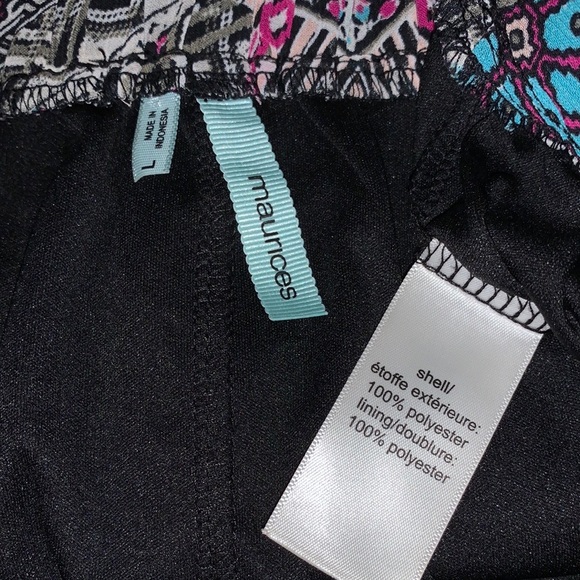 MADE IN
INDONESIA
L
maurices
shell/
étoffe extérieure:
100% polyester
lining/doublure:
100% polyester